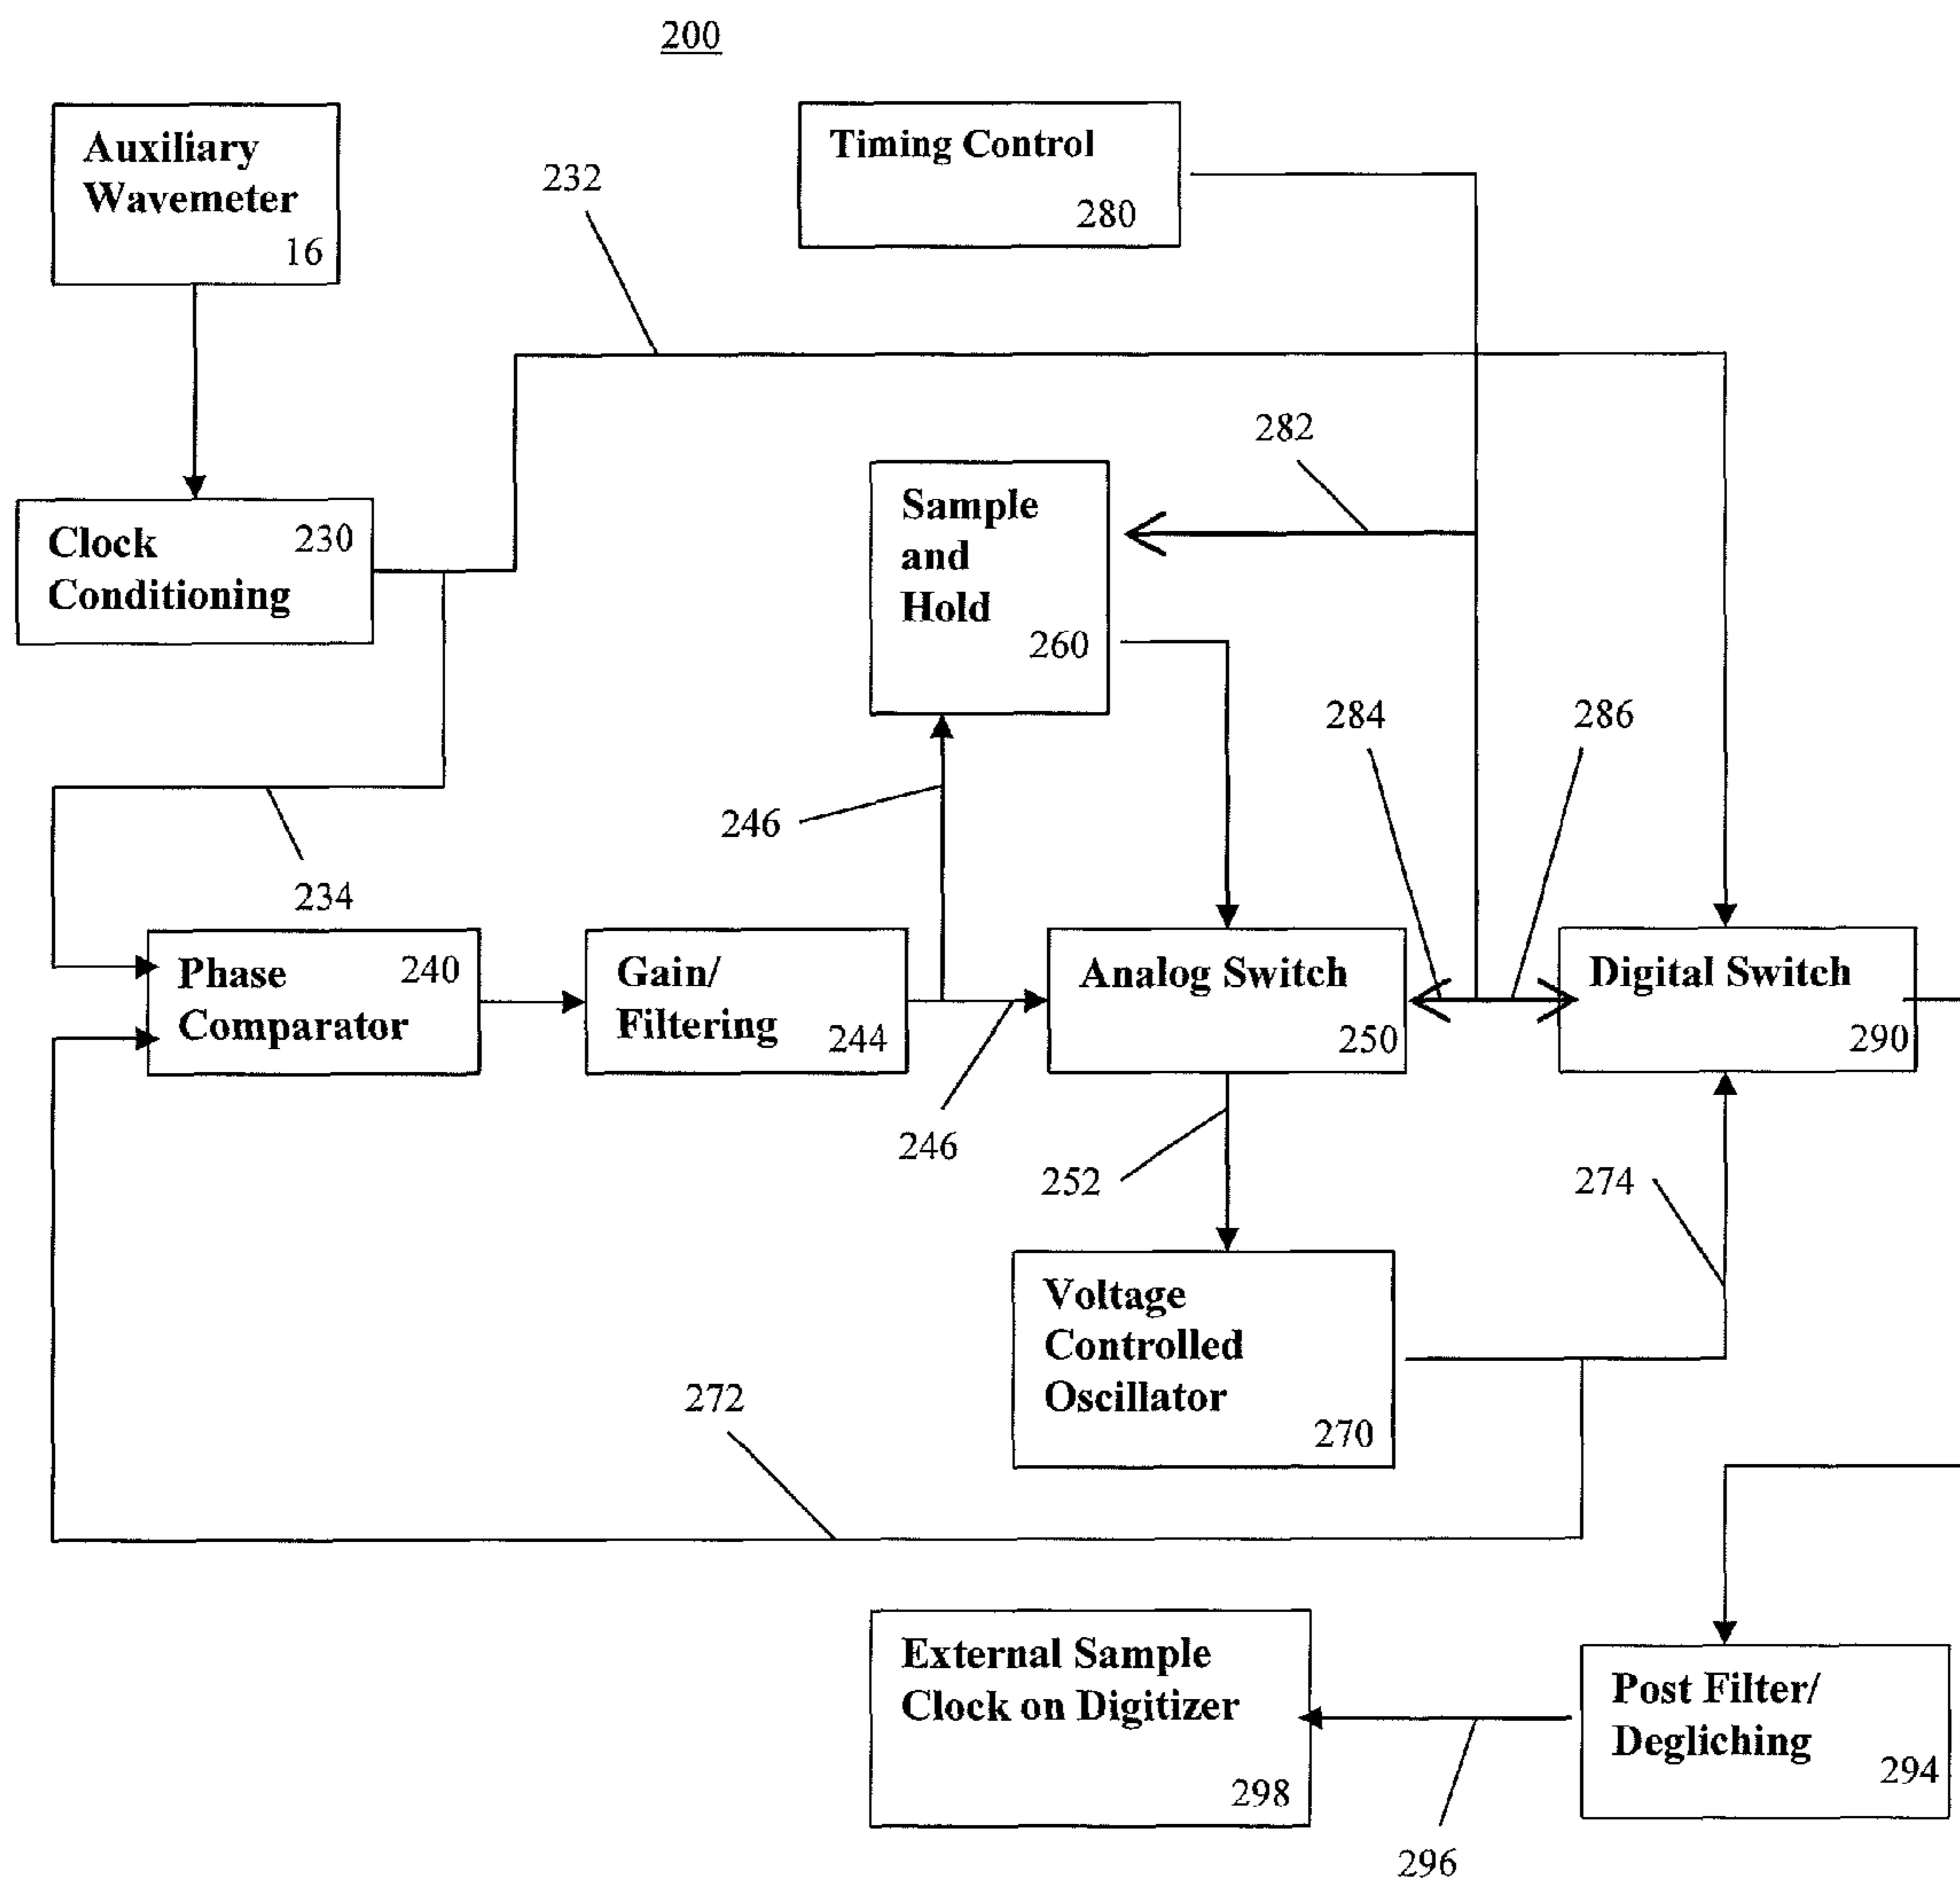 200
Auxiliary
Wavemeter
16
Timing Control
280
232
282
Clock
Conditioning
230
Sample
and
Hold
260
284
286
246
234
Phase
Comparator
240
Gain/
Filtering
244
Analog Switch
250
Digital Switch
290
246
252
274
Voltage
Controlled
Oscillator
270
272
External Sample
Clock on Digitizer
298
Post Filter/
Degliching
294
296